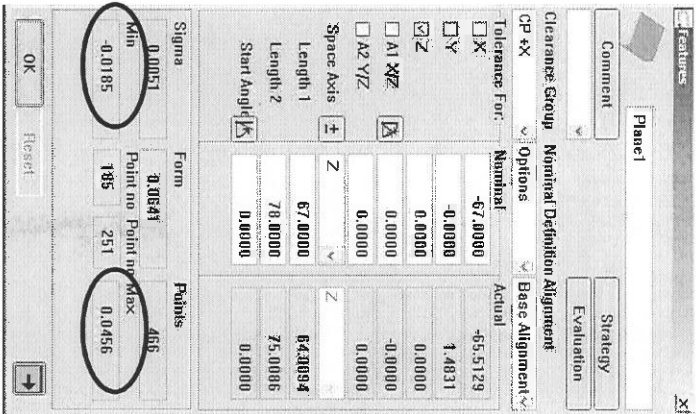 Features
Plane1
Comment
Strategy
Evaluation
Clearance Group Nominal Definition Alignment
CP +X Options Base Alignment
Tolerance For: Nominal Actual
X -67.0000 -65.5129
Y -0.0000 1.4831
Z 0.0000 0.0000
A1 X/Z 0.0000 -0.0000
A2 Y/Z 0.0000 0.0000
Space Axis ± Z Z
Length 1 67.0000 64.0094
Length 2 78.0000 75.0086
Start Angle 0.0000 0.0000
Sigma Form Points
0.0051 0.0641 466
Min Point no Point no Max
-0.0185 185 251 0.0456
OK Reset